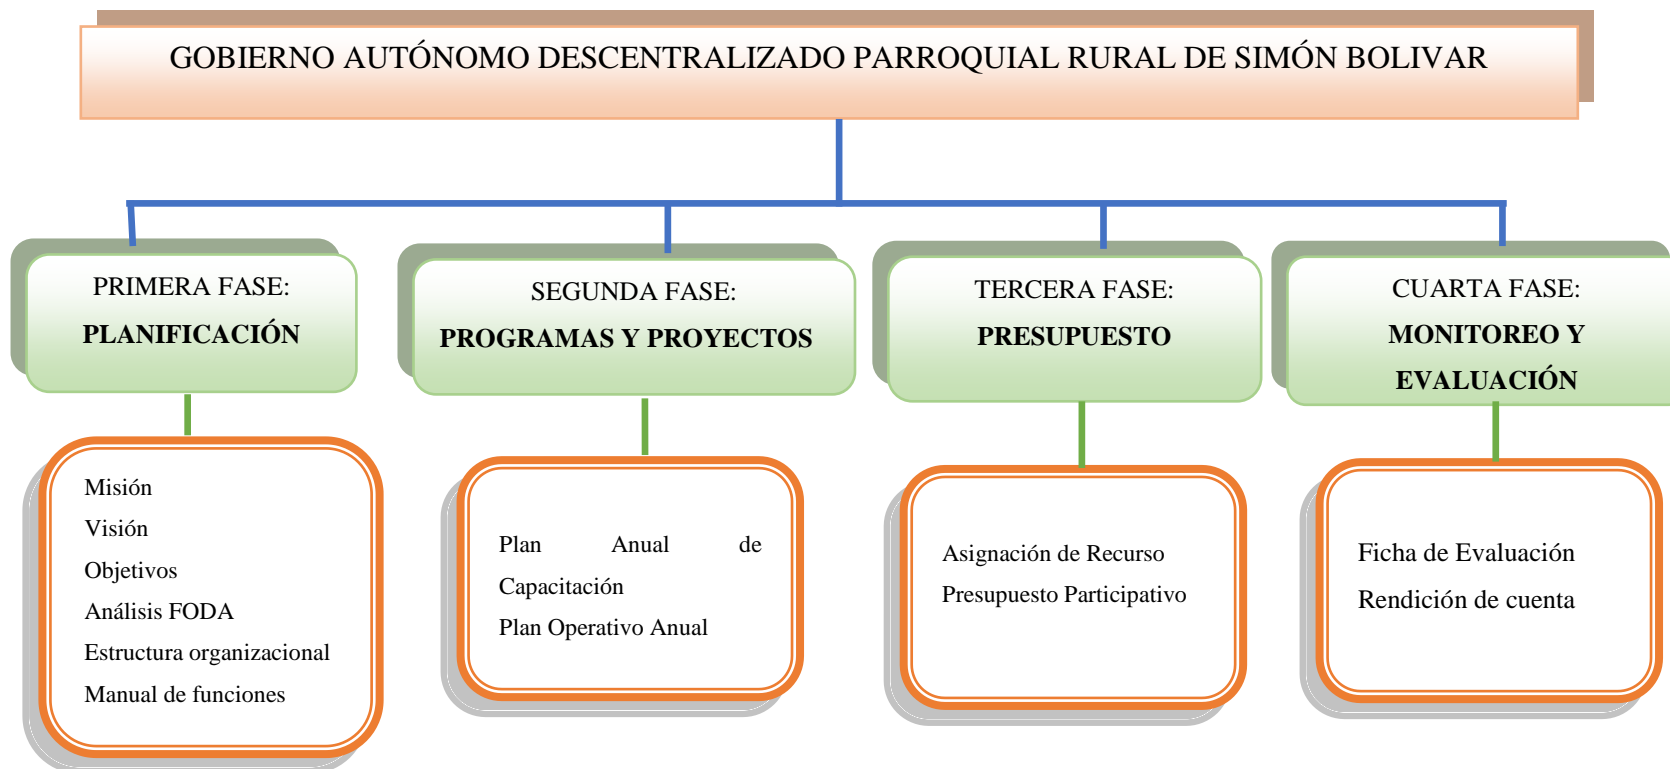 GOBIERNO AUTÓNOMO DESCENTRALIZADO PARROQUIAL RURAL DE SIMÓN BOLIVAR
PRIMERA FASE:
PLANIFICACIÓN
SEGUNDA FASE:
PROGRAMAS Y PROYECTOS
TERCERA FASE:
PRESUPUESTO
CUARTA FASE:
MONITOREO Y
EVALUACIÓN
Misión
Visión
Objetivos
Análisis FODA
Estructura organizacional
Manual de funciones
Plan Anual de
Capacitación
Plan Operativo Anual
Asignación de Recurso
Presupuesto Participativo
Ficha de Evaluación
Rendición de cuenta